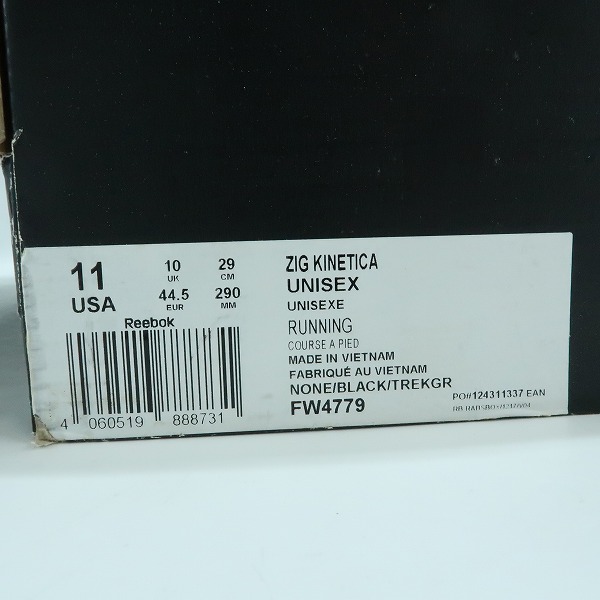 11 10 29
UK CM
USA 44.5 290
EUR MM
Reebok
4 060519 888731
ZIG KINETICA
UNISEX
UNISEXE
RUNNING
COURSE A PIED
MADE IN VIETNAM
FABRIQUÉ AU VIETNAM
NONE/BLACK/TREKGR
FW4779
PO#124311337 EAN